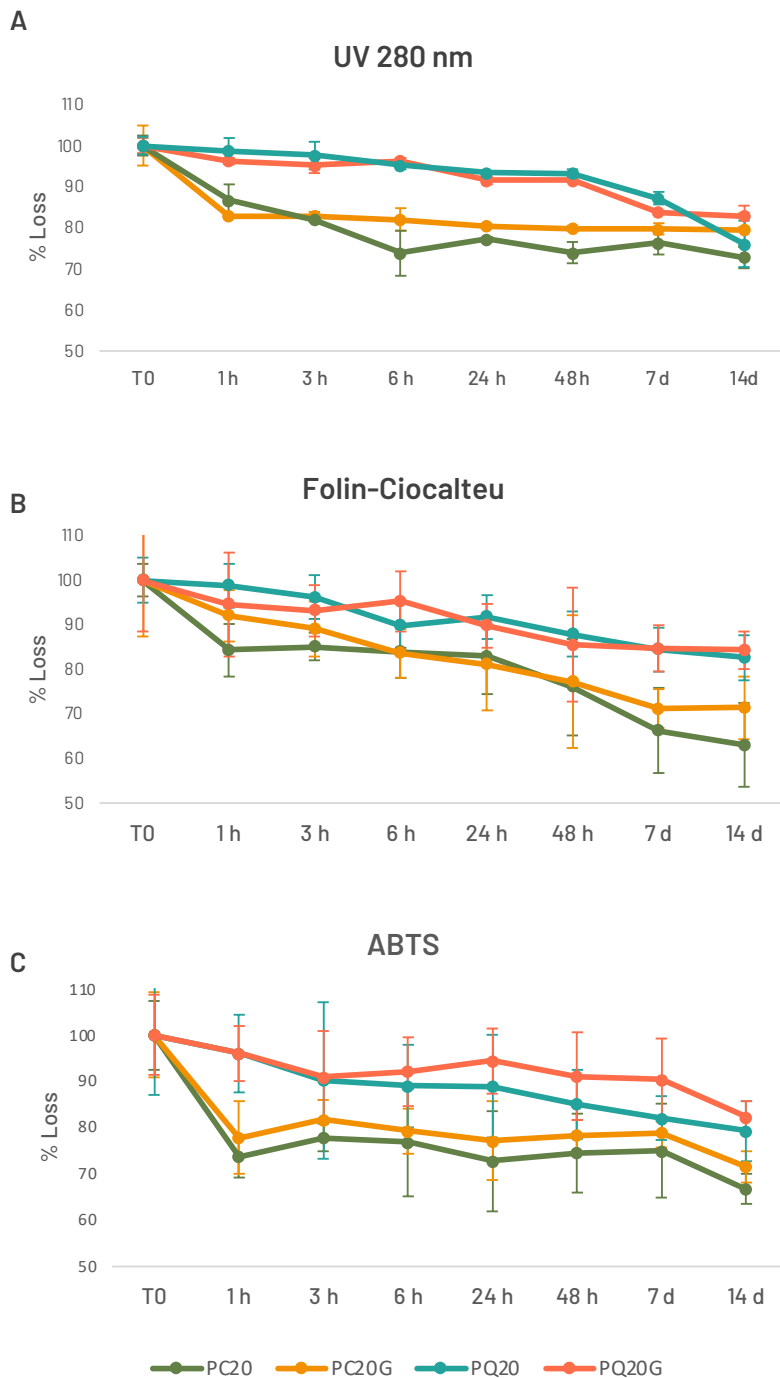 A
UV 280 nm
110
100
90
80
70
60
50
% Loss
T0 1 h 3 h 6 h 24 h 48h 7 d 14d
B
Folin-Ciocalteu
110
100
90
80
70
60
50
% Loss
T0 1 h 3 h 6 h 24 h 48 h 7 d 14 d
C
ABTS
110
100
90
80
70
60
50
% Loss
T0 1 h 3 h 6 h 24 h 48 h 7 d 14 d
PC20 PC20G PQ20 PQ20G